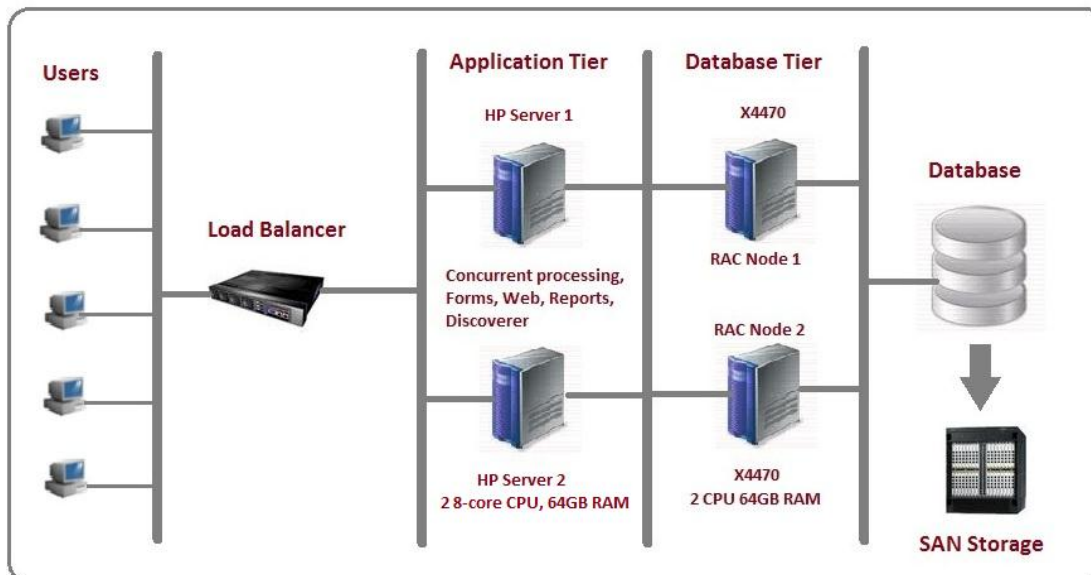 Users
Load Balancer
Application Tier
HP Server 1
Concurrent processing,
Forms, Web, Reports,
Discoverer
HP Server 2
2 8-core CPU, 64GB RAM
Database Tier
X4470
RAC Node 1
RAC Node 2
X4470
2 CPU 64GB RAM
Database
SAN Storage